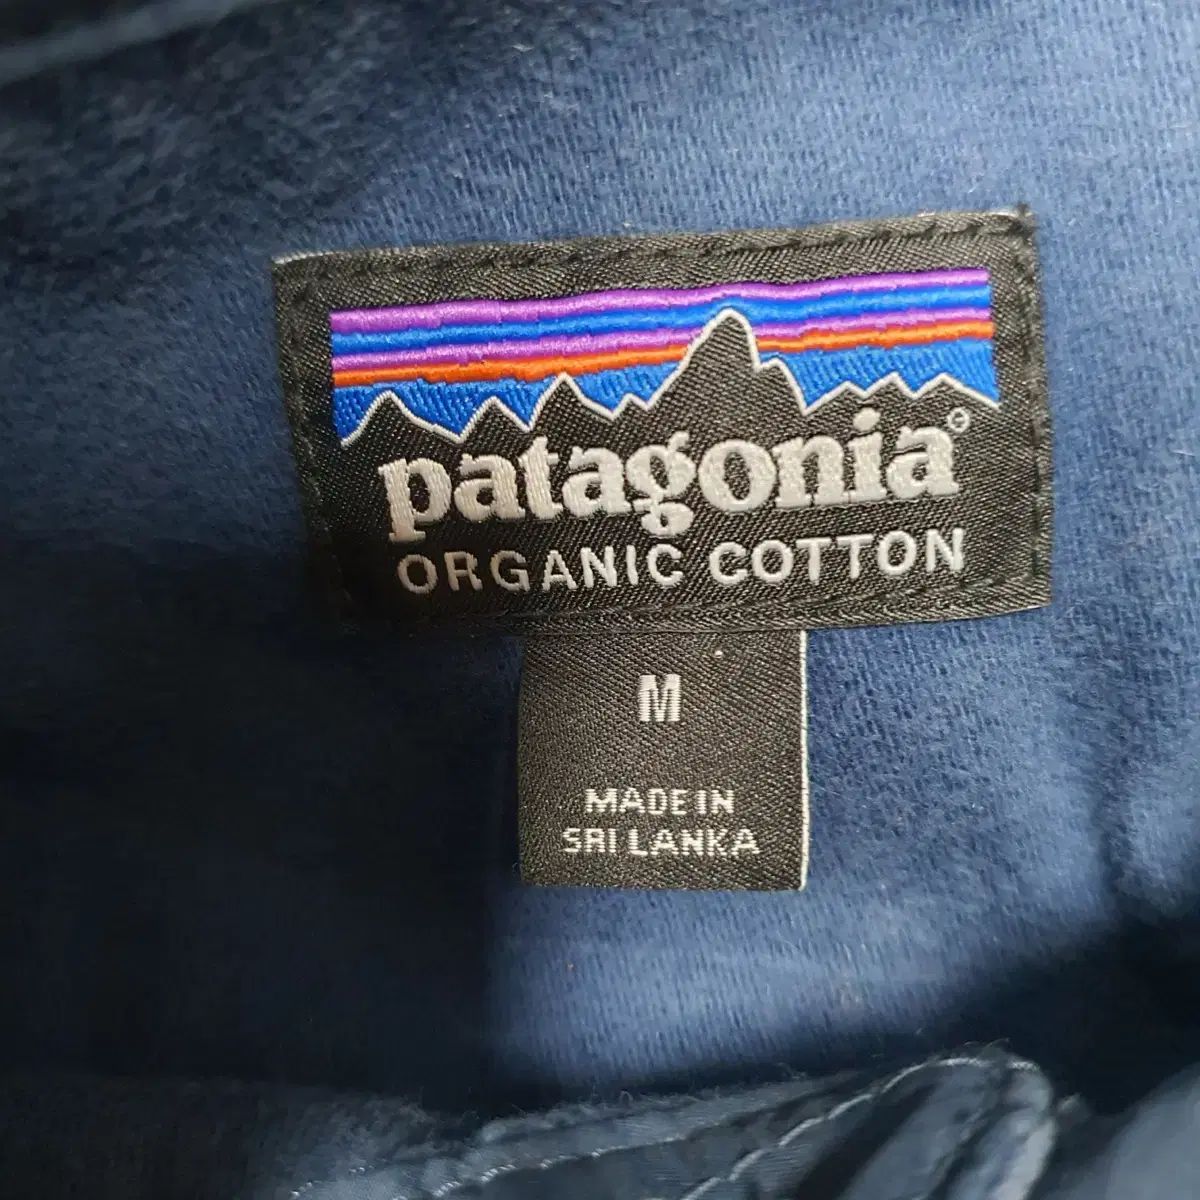 patagonia®
ORGANIC COTTON
M
MADE IN
SRI LANKA